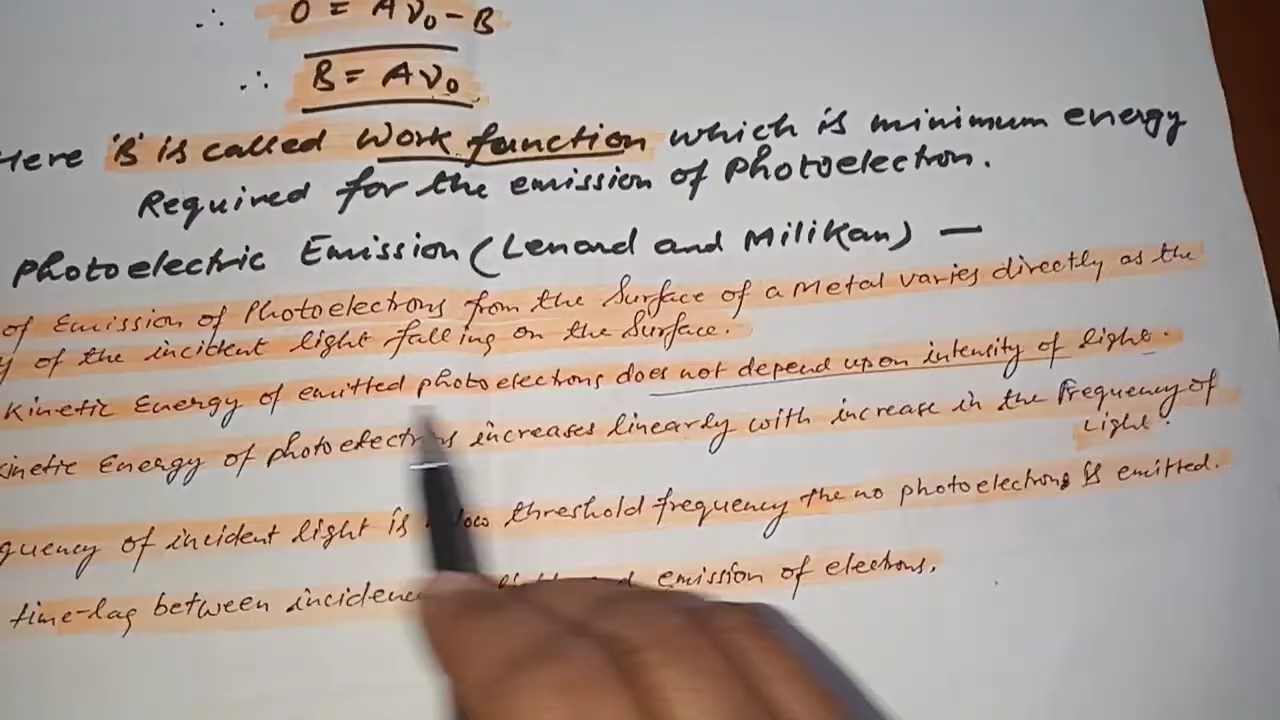 ∴ 0 = Aν₀ - B
∴ B = Aν₀
Here 'B' is called Work function which is minimum energy
Required for the emission of Photoelectron.
Photoelectric Emission (Lenard and Milikan) —
of Emission of Photoelectrons from the Surface of a Metal varies directly as the
of the incident light falling on the Surface.
Kinetic Energy of emitted photoelectrons does not depend upon intensity of light.
Kinetic Energy of photoelectrons increases linearly with increase in the Frequency of
Light.
of incident light is threshold frequency the no photoelectrons is emitted.
time-lag between emission of electrons.